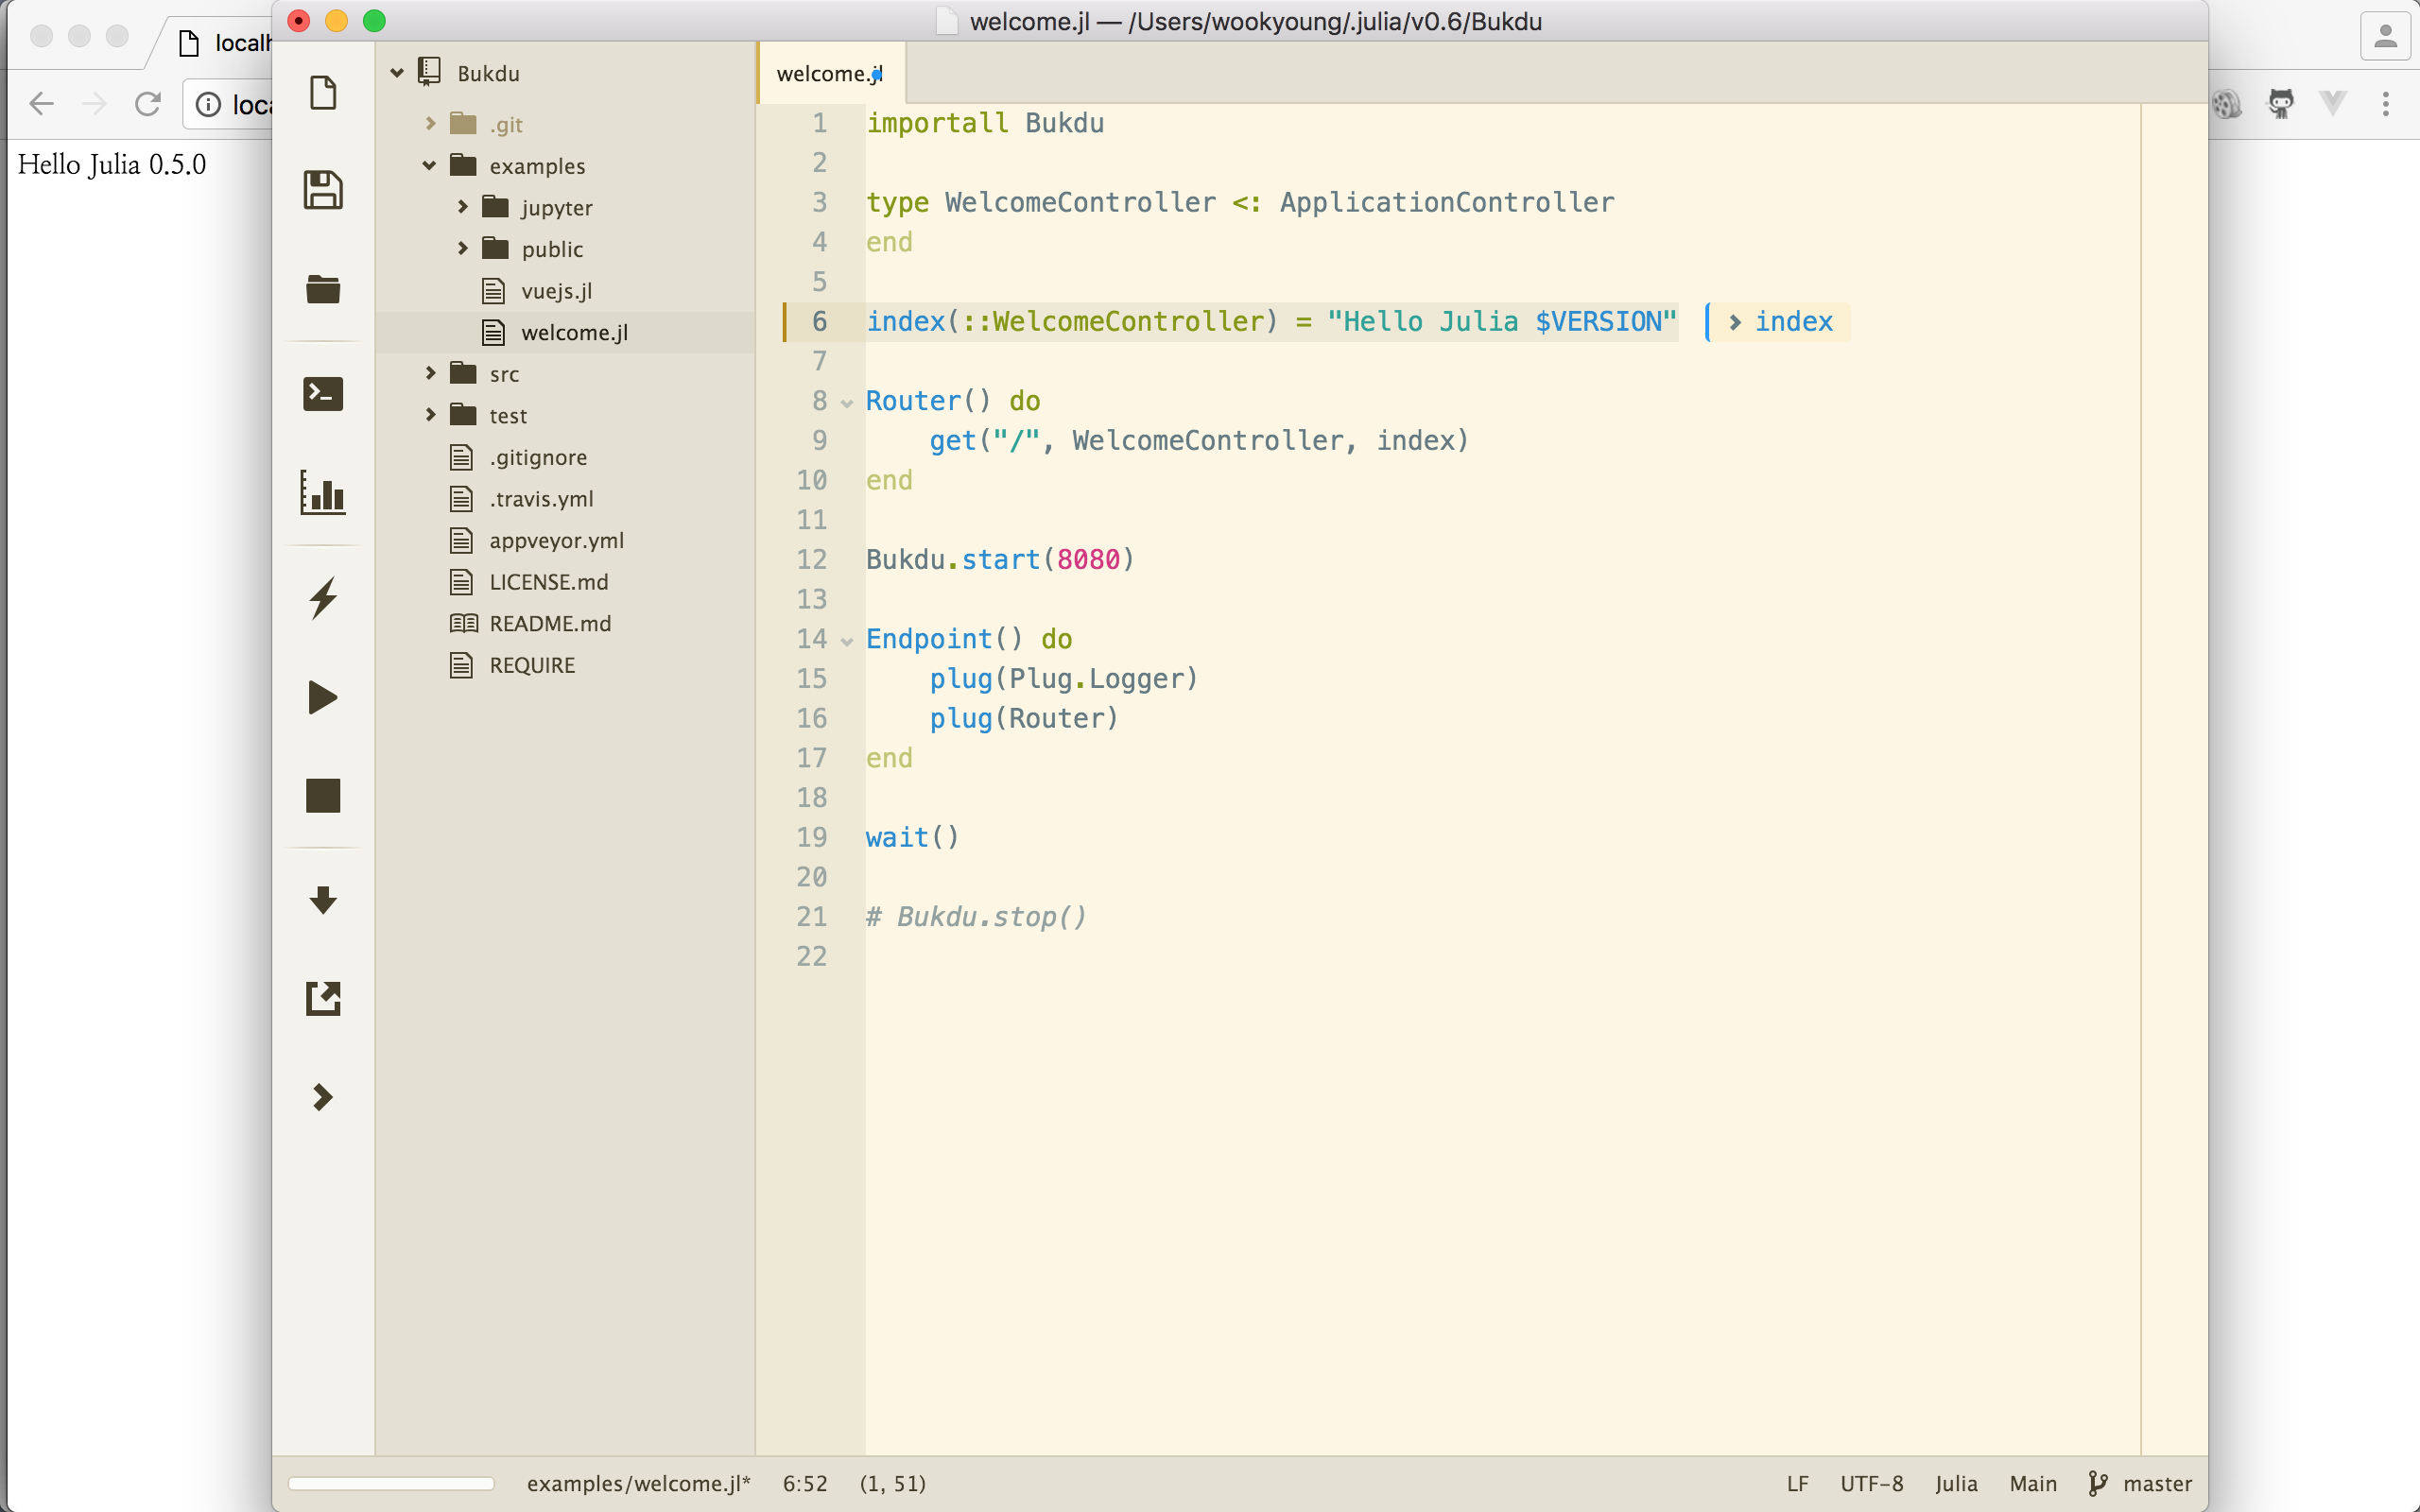 welcome.jl — /Users/wookyoung/.julia/v0.6/Bukdu
Hello Julia 0.5.0
Bukdu
.git
examples
jupyter
public
vuejs.jl
welcome.jl
src
test
.gitignore
.travis.yml
appveyor.yml
LICENSE.md
README.md
REQUIRE
welcome.jl
1 importall Bukdu
2
3 type WelcomeController <: ApplicationController
4 end
5
6 index(::WelcomeController) = "Hello Julia $VERSION" > index
7
8 Router() do
9 get("/", WelcomeController, index)
10 end
11
12 Bukdu.start(8080)
13
14 Endpoint() do
15 plug(Plug.Logger)
16 plug(Router)
17 end
18
19 wait()
20
21 # Bukdu.stop()
22
examples/welcome.jl* 6:52 (1, 51) LF UTF-8 Julia Main master